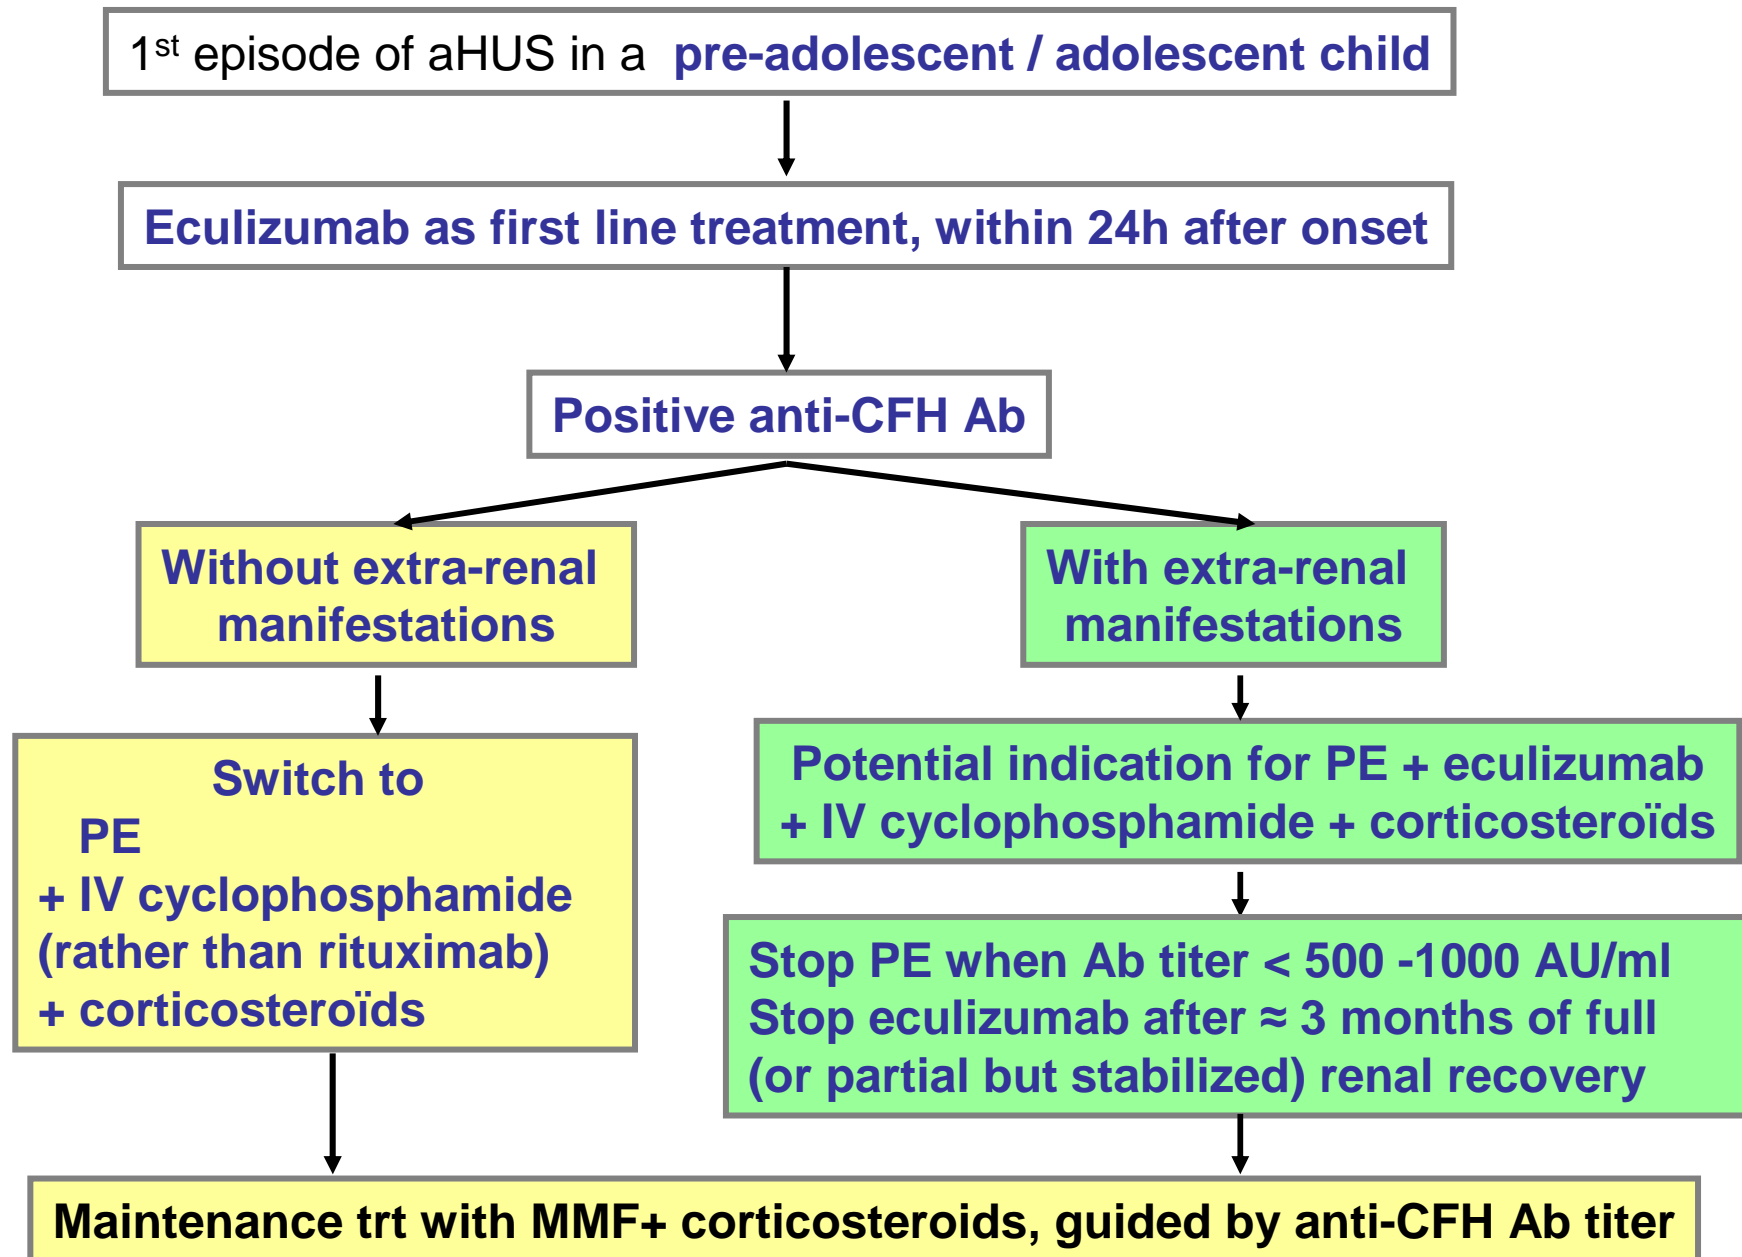 1st episode of aHUS in a pre-adolescent / adolescent child
Eculizumab as first line treatment, within 24h after onset
Positive anti-CFH Ab
Without extra-renal
manifestations
With extra-renal
manifestations
Switch to
PE
+ IV cyclophosphamide
(rather than rituximab)
+ corticosteroïds
Potential indication for PE + eculizumab
+ IV cyclophosphamide + corticosteroïds
Stop PE when Ab titer < 500 -1000 AU/ml
Stop eculizumab after ≈ 3 months of full
(or partial but stabilized) renal recovery
Maintenance trt with MMF+ corticosteroids, guided by anti-CFH Ab titer